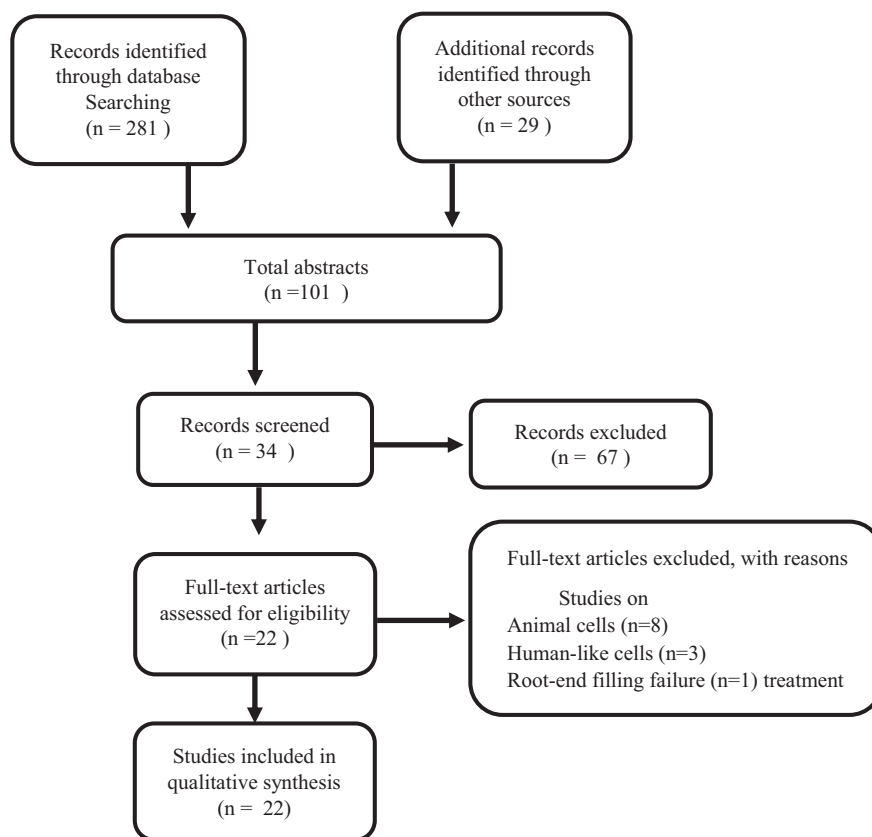 Records identified
through database
Searching
(n = 281 )
Additional records
identified through
other sources
(n = 29 )
Total abstracts
(n =101  )
Records screened
(n = 34  )
Records excluded
(n =  67 )
Full-text articles
assessed for eligibility
(n =22 )
Full-text articles excluded, with reasons
Studies on
Animal cells (n=8)
Human-like cells (n=3)
Root-end filling failure (n=1) treatment
Studies included in
qualitative synthesis
(n =  22)